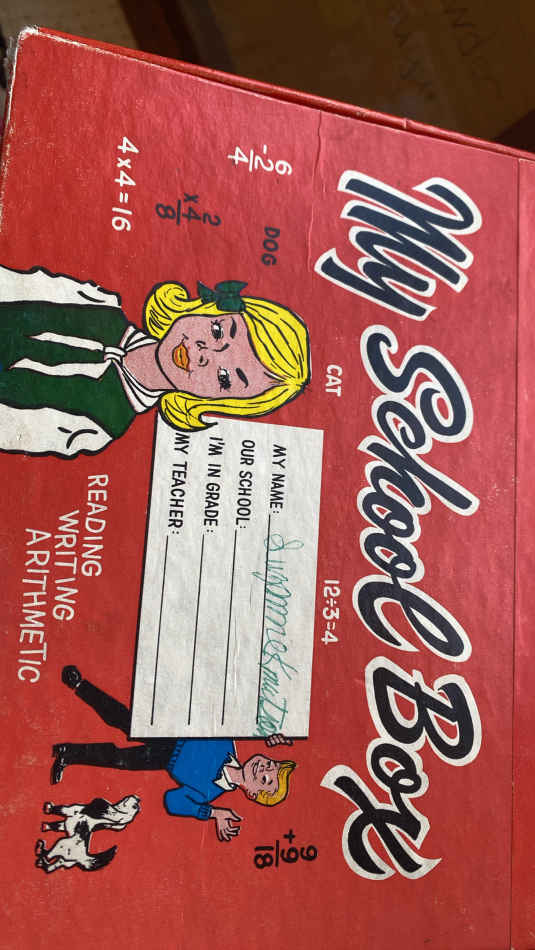 My School Box
6
-2
4
DOG
2
x4
8
4x4=16
CAT
12÷3=4
MY NAME: Suzanne
OUR SCHOOL:
I'M IN GRADE:
MY TEACHER:
9
+9
18
READING
WRITING
ARITHMETIC